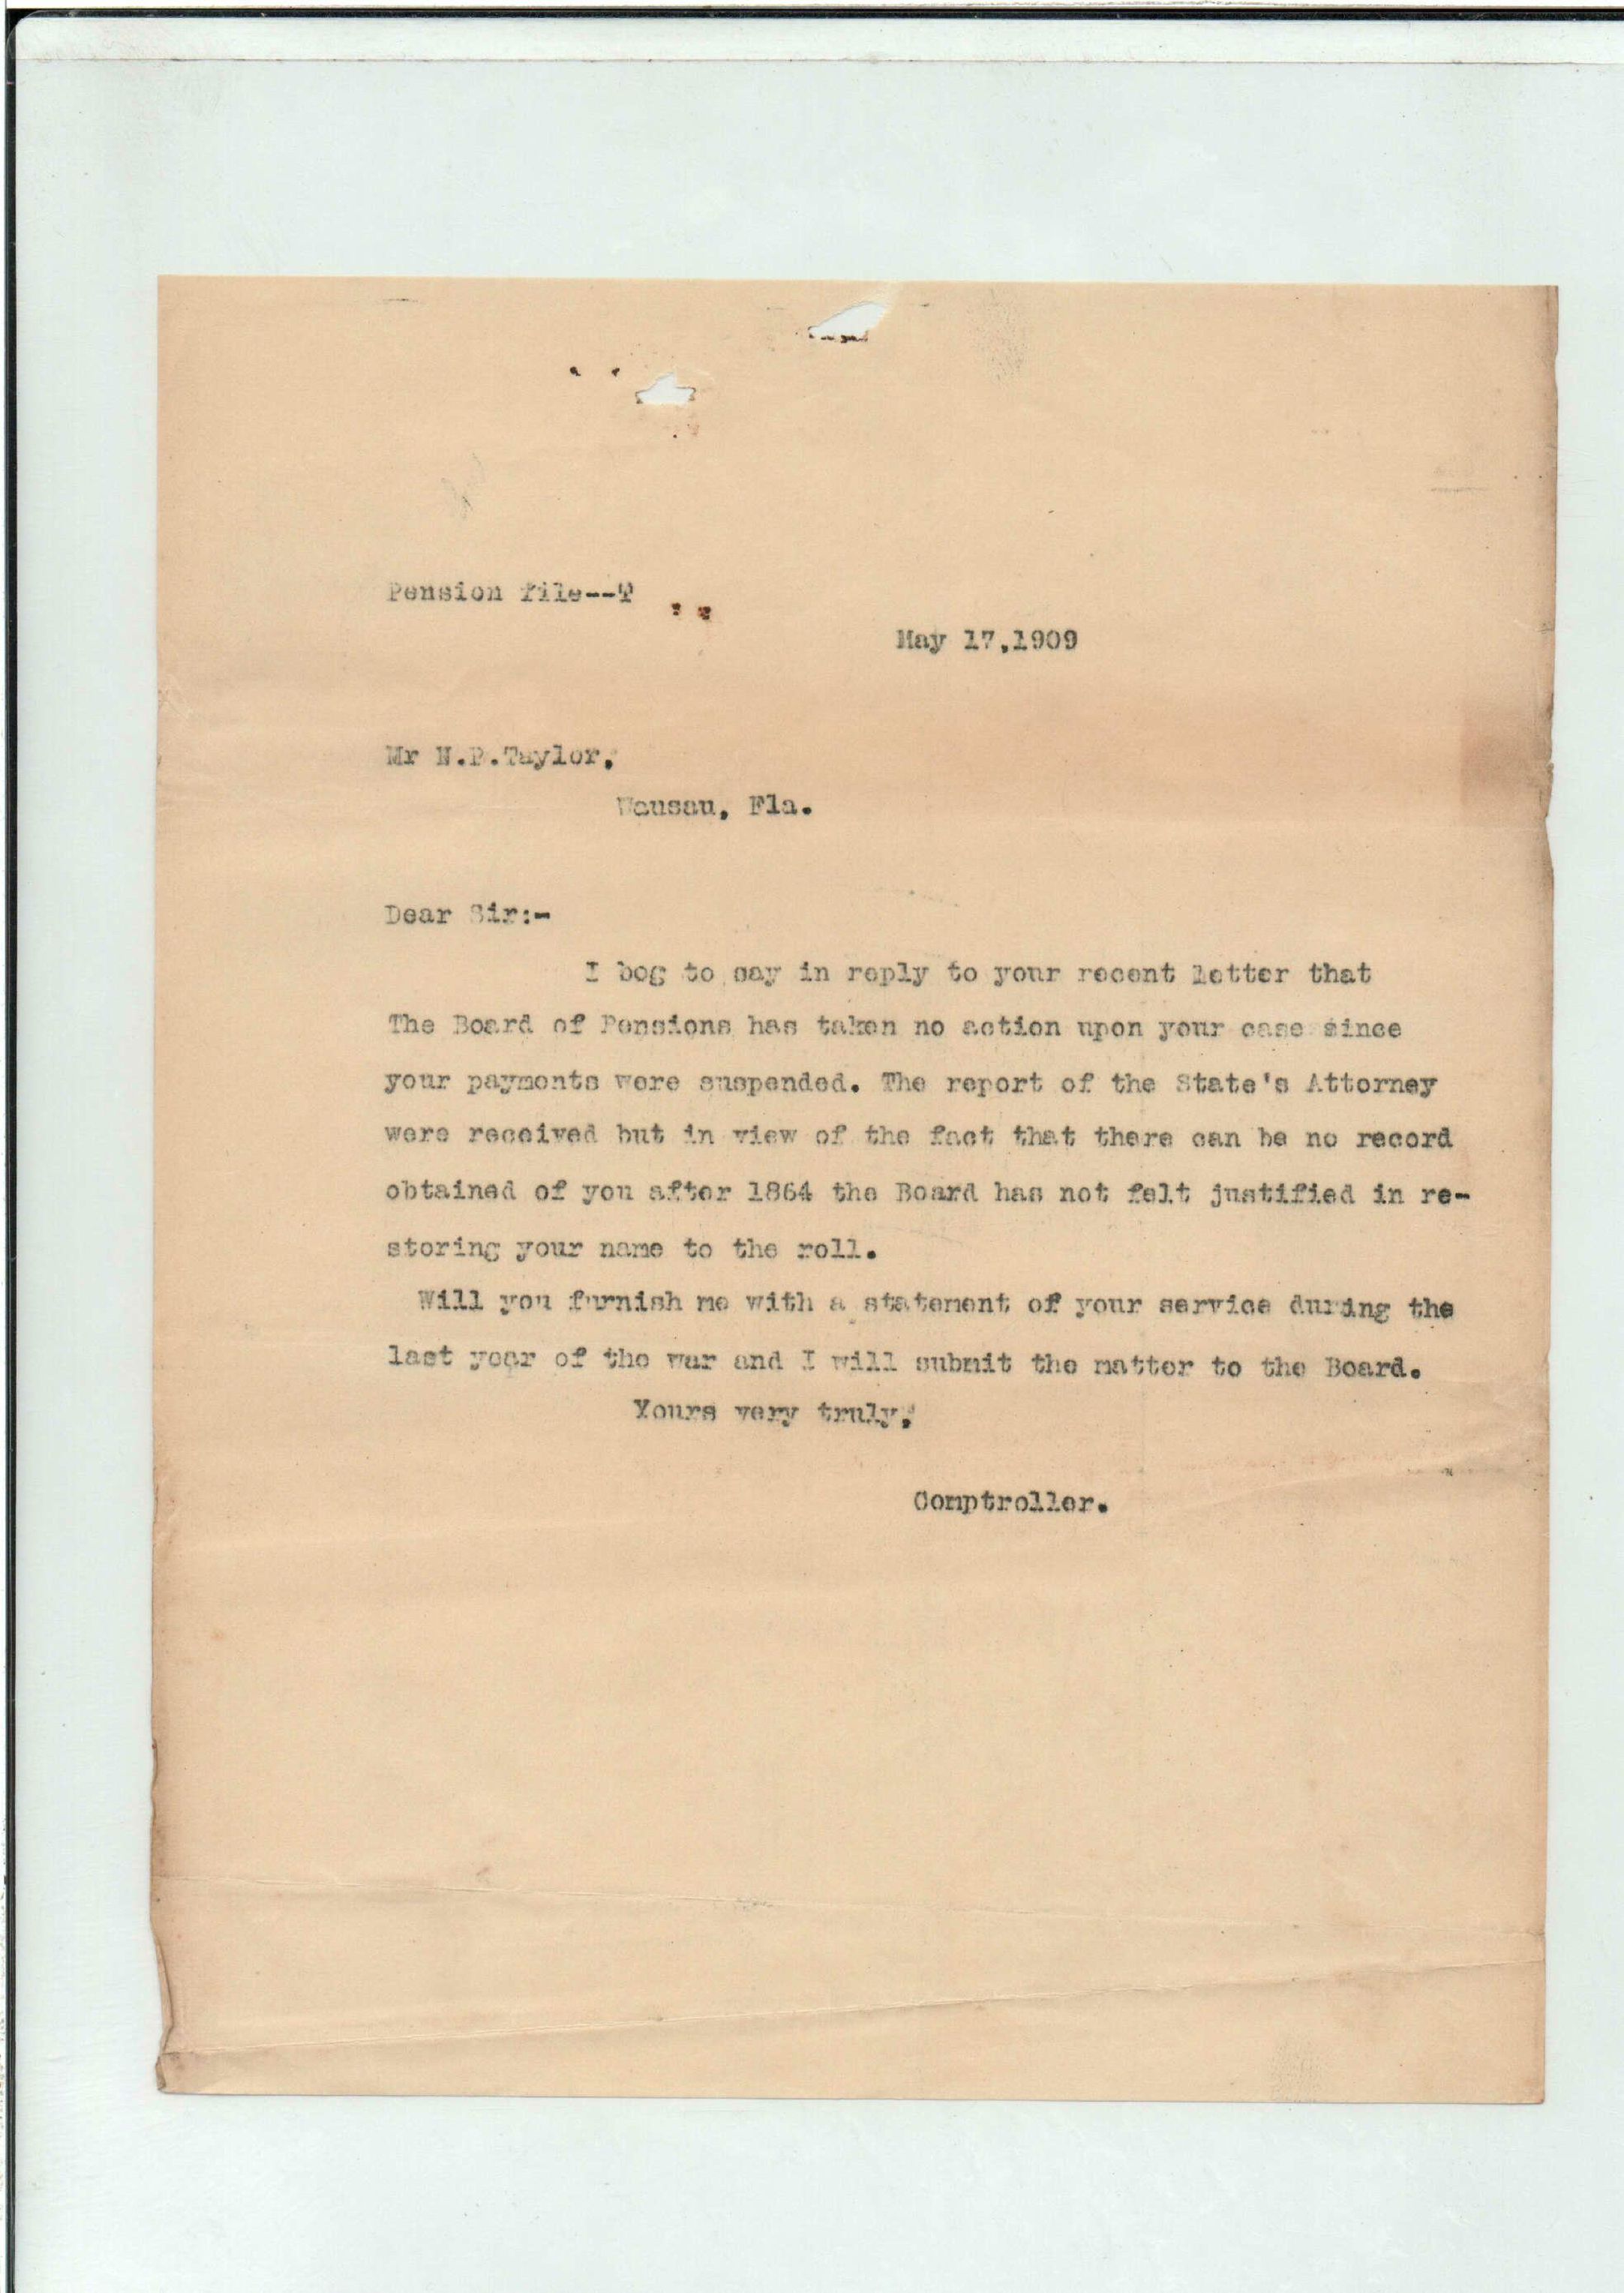 Pension file--T
May 17,1909
Mr N.P.Taylor,
Wausau, Fla.
Dear Sir:-
I beg to say in reply to your recent letter that
The Board of Pensions has taken no action upon your case since
your payments were suspended. The report of the State's Attorney
were received but in view of the fact that there can be no record
obtained of you after 1864 the Board has not felt justified in re-
storing your name to the roll.
Will you furnish me with a statement of your service during the
last year of the war and I will submit the matter to the Board.
Yours very truly,
Comptroller.